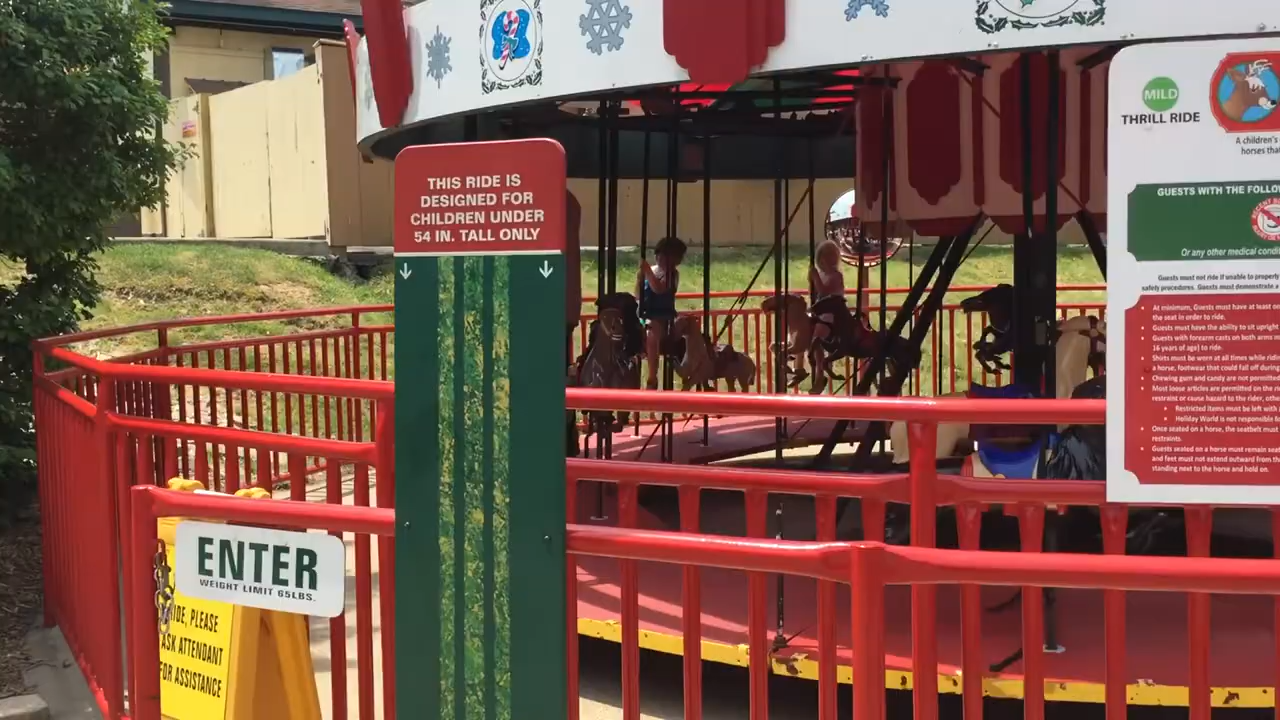 THIS RIDE IS
DESIGNED FOR
CHILDREN UNDER
54 IN. TALL ONLY
ENTER
WEIGHT LIMIT 65LBS.
RIDE, PLEASE
ASK ATTENDANT
FOR ASSISTANCE
MILD
THRILL RIDE
A children's
horses that
GUESTS WITH THE
Or any other medical
Guests must not ride if unable to properly
safety procedures. Guests must demonstrate a
At minimum, Guests must have at least
the seat in order to ride.
Guests must have the ability to sit upright
Guests with forearm casts on both arms
16 years of age) to ride.
Shirts must be worn at all times while
a horse, footwear that could fall off during
Chewing gum and candy are not permitted
Most loose articles are permitted on the
restraint or cause hazard to the rider,
Restricted items must be left with
Holiday World is not responsible
Once seated on a horse, the seatbelt must
restraints.
Guests seated on a horse must remain
and feet must not extend outward from
standing next to the horse and hold on.